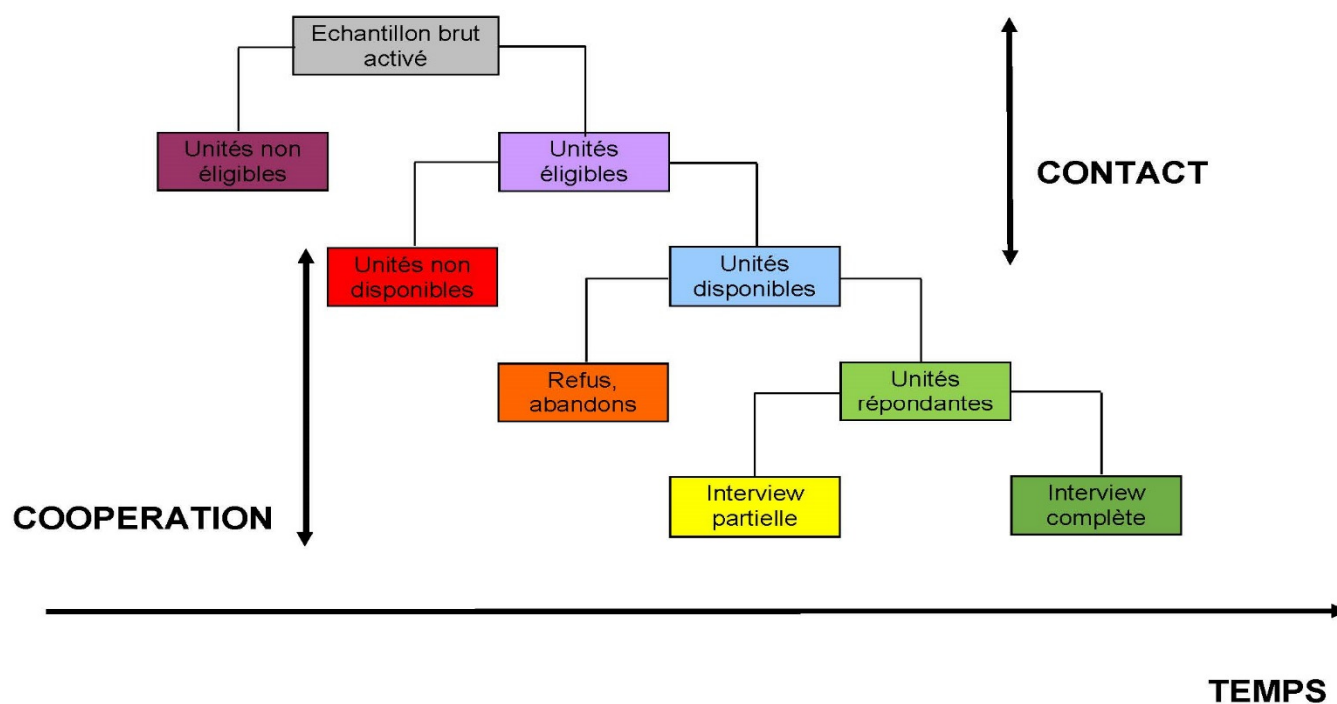 Echantillon brut
activé
Unités non
éligibles
Unités
éligibles
CONTACT
Unités non
disponibles
Unités
disponibles
Refus,
abandons
Unités
répondantes
COOPERATION
Interview
partielle
Interview
complète
TEMPS